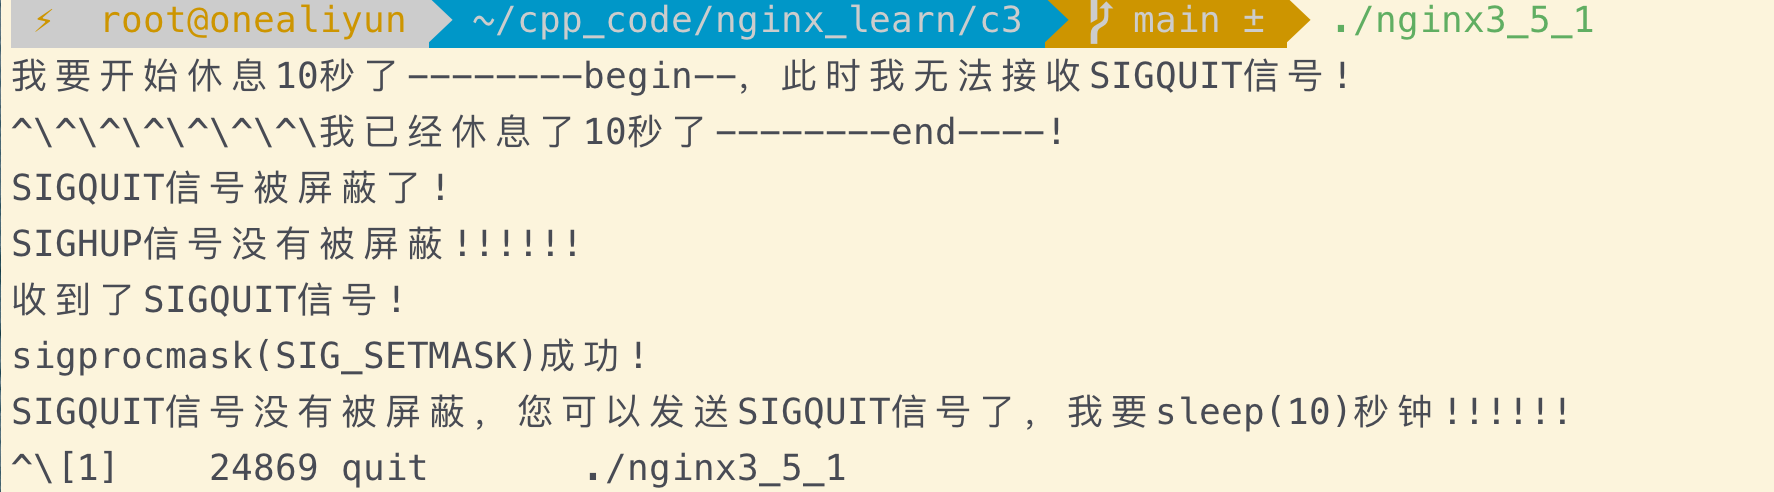 ⚡ root@onealiyun ~/cpp_code/nginx_learn/c3 main ± ./nginx3_5_1
我要开始休息10秒了--------begin--，此时我无法接收SIGQUIT信号!
^\^\^\^\^\^\^\我已经休息了10秒了--------end----!
SIGQUIT信号被屏蔽了!
SIGHUP信号没有被屏蔽!!!!!!
收到了SIGQUIT信号!
sigprocmask(SIG_SETMASK)成功!
SIGQUIT信号没有被屏蔽，您可以发送SIGQUIT信号了，我要sleep(10)秒钟!!!!!!
^\[1]    24869 quit       ./nginx3_5_1